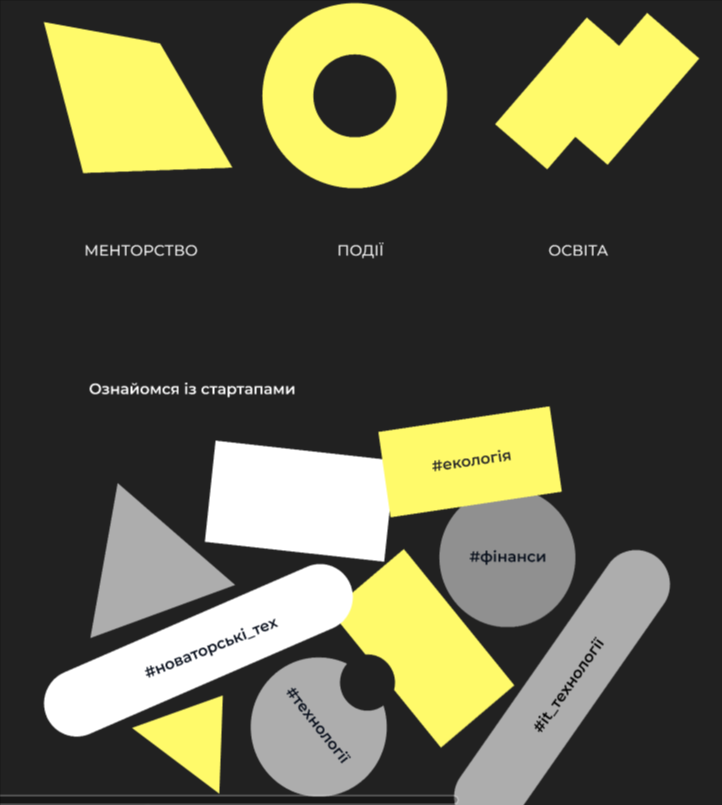 МЕНТОРСТВО
ПОДІЇ
ОСВІТА
Ознайомся із стартапами
#екологія
#фінанси
#новаторські_тех
#технології
#it_технології